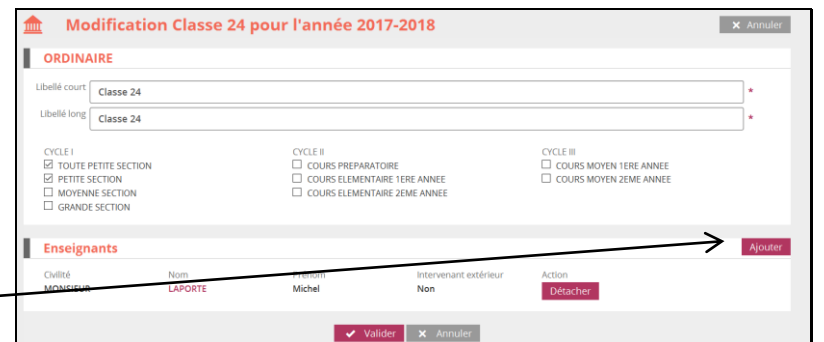 Modification Classe 24 pour l'année 2017-2018
× Annuler
ORDINAIRE
Libellé court Classe 24 *
Libellé long Classe 24 *
CYCLE I CYCLE II CYCLE III
TOUTE PETITE SECTION COURS PREPARATOIRE COURS MOYEN 1ERE ANNEE
PETITE SECTION COURS ELEMENTAIRE 1ERE ANNEE COURS MOYEN 2EME ANNEE
MOYENNE SECTION COURS ELEMENTAIRE 2EME ANNEE
GRANDE SECTION
Enseignants Ajouter
Civilité Nom Prénom Intervenant extérieur Action
MONSIEUR LAPORTE Michel Non Détacher
✔ Valider × Annuler